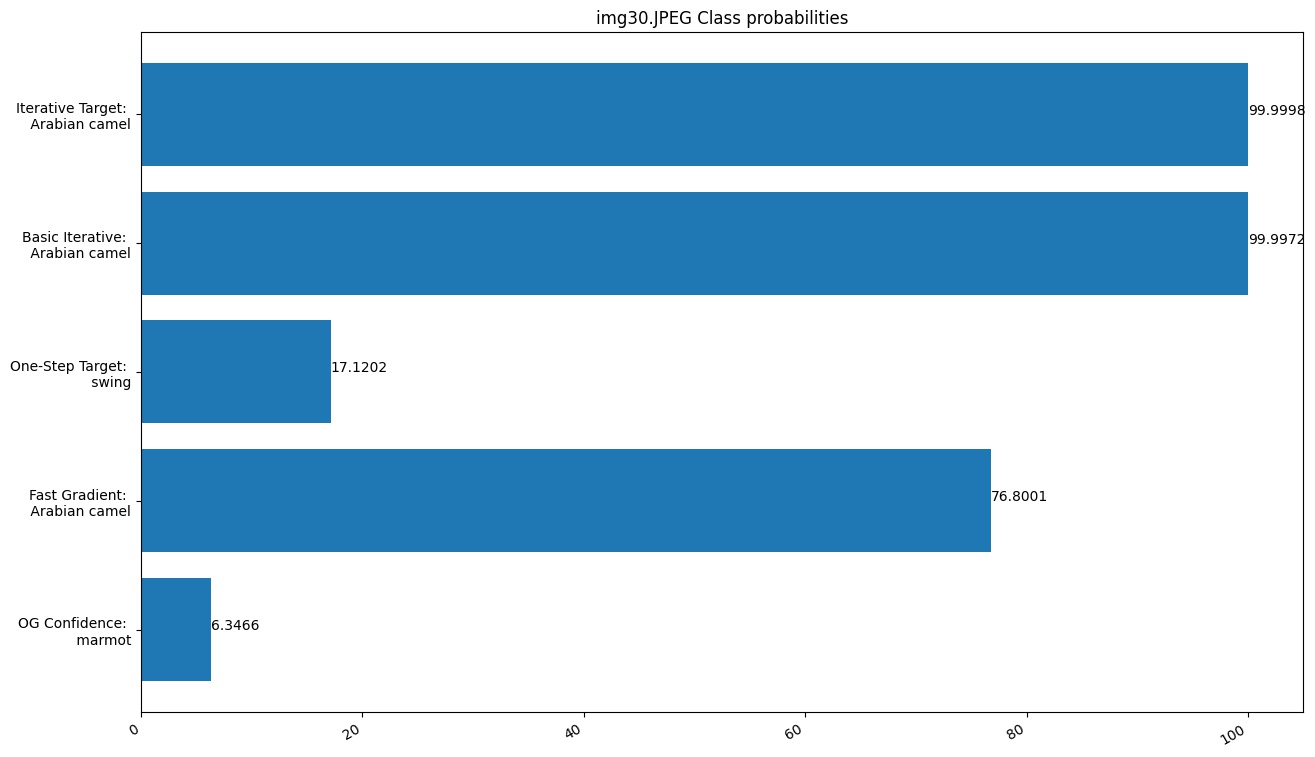 img30.JPEG Class probabilities
Iterative Target:
Arabian camel
99.9998
Basic Iterative:
Arabian camel
99.9972
One-Step Target:
swing
17.1202
Fast Gradient:
Arabian camel
76.8001
OG Confidence:
marmot
6.3466
0
20
40
60
80
100